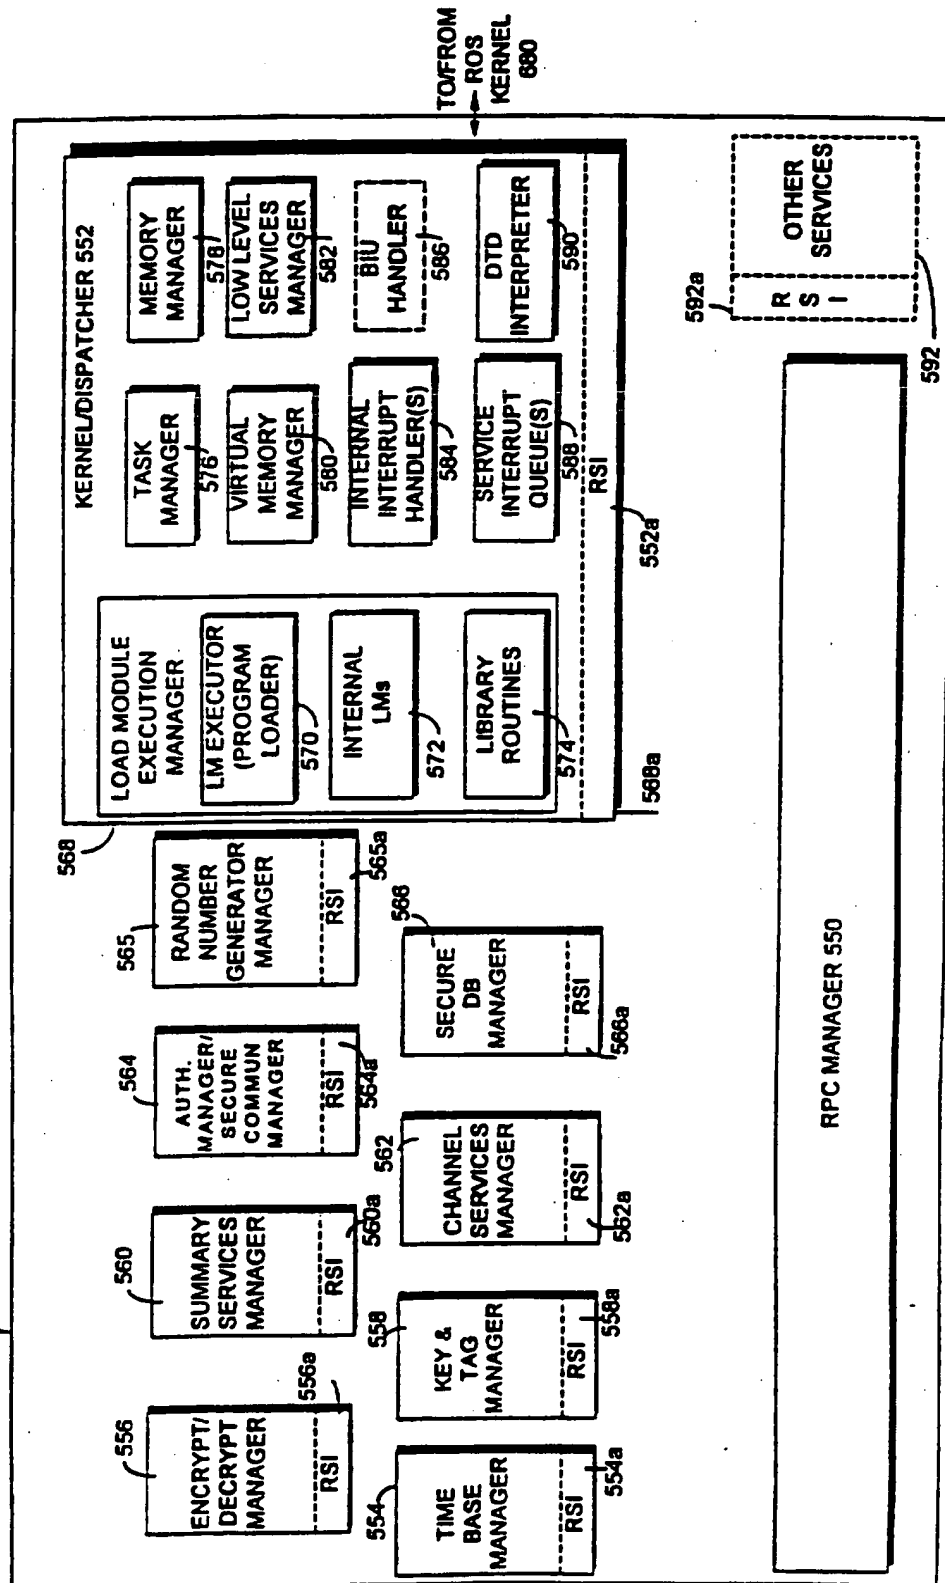 KERNEL/DISPATCHER 552
LOAD MODULE
EXECUTION
MANAGER
LM EXECUTOR
(PROGRAM
LOADER)
570
INTERNAL
LMs
572
LIBRARY
ROUTINES
574
568
568a
TASK
MANAGER
576
MEMORY
MANAGER
578
VIRTUAL
MEMORY
MANAGER
580
LOW LEVEL
SERVICES
MANAGER
582
INTERNAL
INTERRUPT
HANDLER(S)
584
BIU
HANDLER
586
SERVICE
INTERRUPT
QUEUE(S)
588
DTD
INTERPRETER
590
RSI
552a
TO/FROM
ROS
KERNEL
680
556
ENCRYPT/
DECRYPT
MANAGER
RSI
556a
560
SUMMARY
SERVICES
MANAGER
RSI
560a
564
AUTH.
MANAGER/
SECURE
COMMUN
MANAGER
RSI
564a
565
RANDOM
NUMBER
GENERATOR
MANAGER
RSI
565a
554
TIME
BASE
MANAGER
RSI
554a
558
KEY &
TAG
MANAGER
RSI
558a
562
CHANNEL
SERVICES
MANAGER
RSI
562a
566
SECURE
DB
MANAGER
RSI
566a
RPC MANAGER 550
592a
RSI
OTHER
SERVICES
592